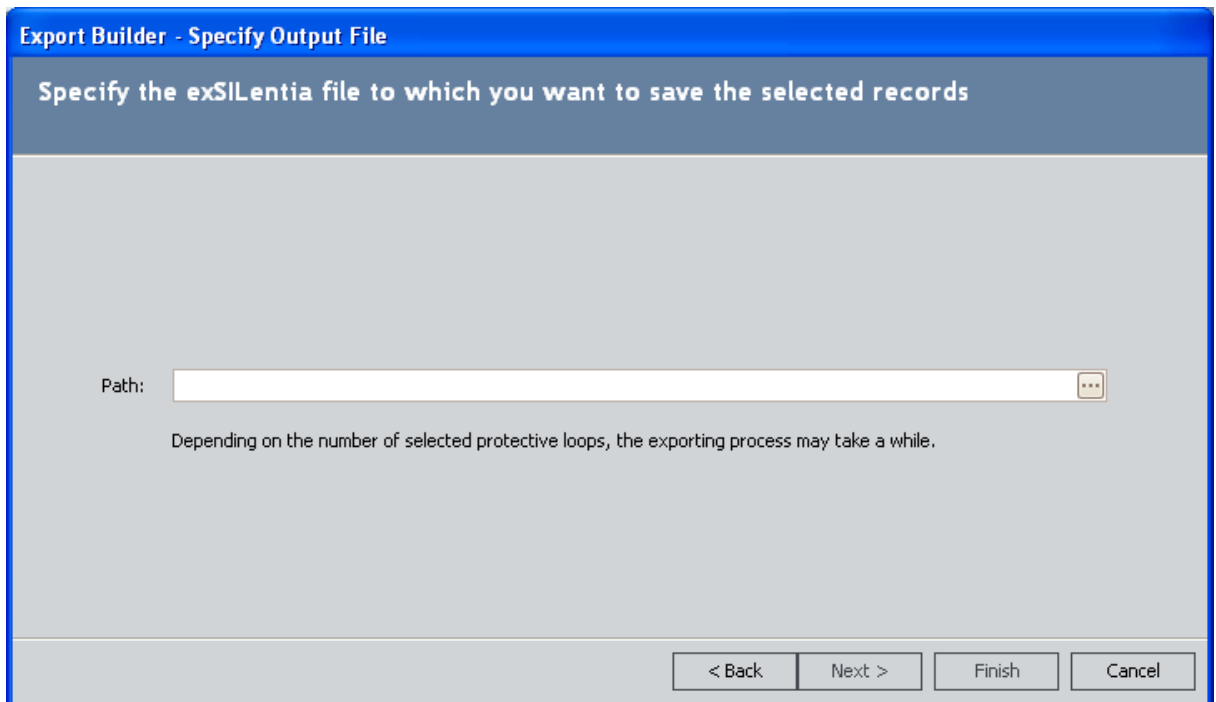 Export Builder - Specify Output File
Specify the exSILentia file to which you want to save the selected records
Path:
...
Depending on the number of selected protective loops, the exporting process may take a while.
< Back Next > Finish Cancel